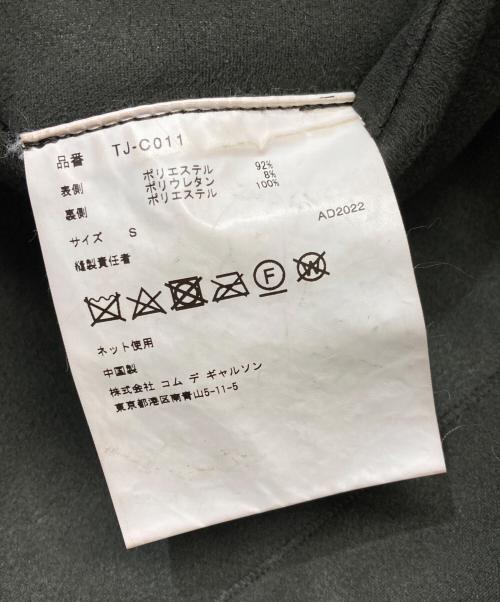 品番 TJ-C011
表側 ポリエステル 92%
ポリウレタン 8%
裏側 ポリエステル 100%
サイズ S AD2022
縫製責任者
F W
ネット使用
中国製
株式会社 コム デ ギャルソン
東京都港区南青山5-11-5